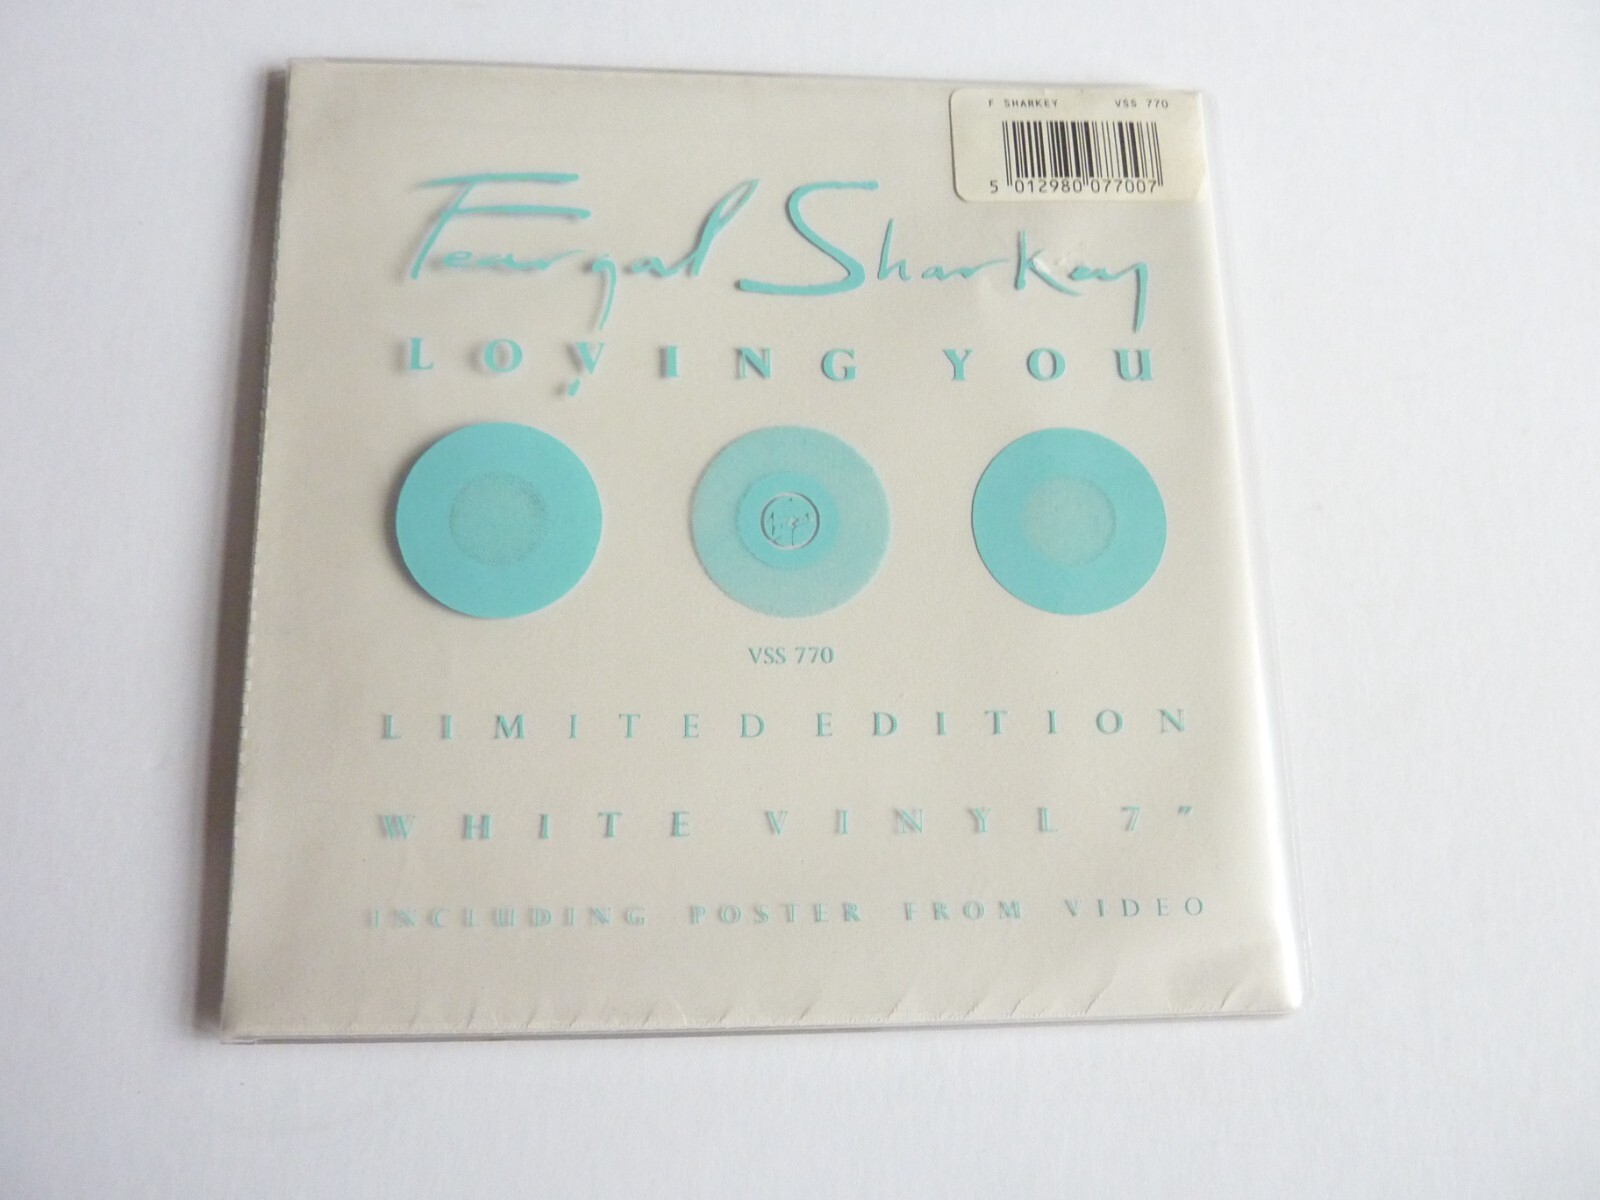 F SHARKEY VSS 770
5 012980 077007
Feargal Sharkey
LOVING YOU
VSS 770
LIMITED EDITION
WHITE VINYL 7"
INCLUDING POSTER FROM VIDEO